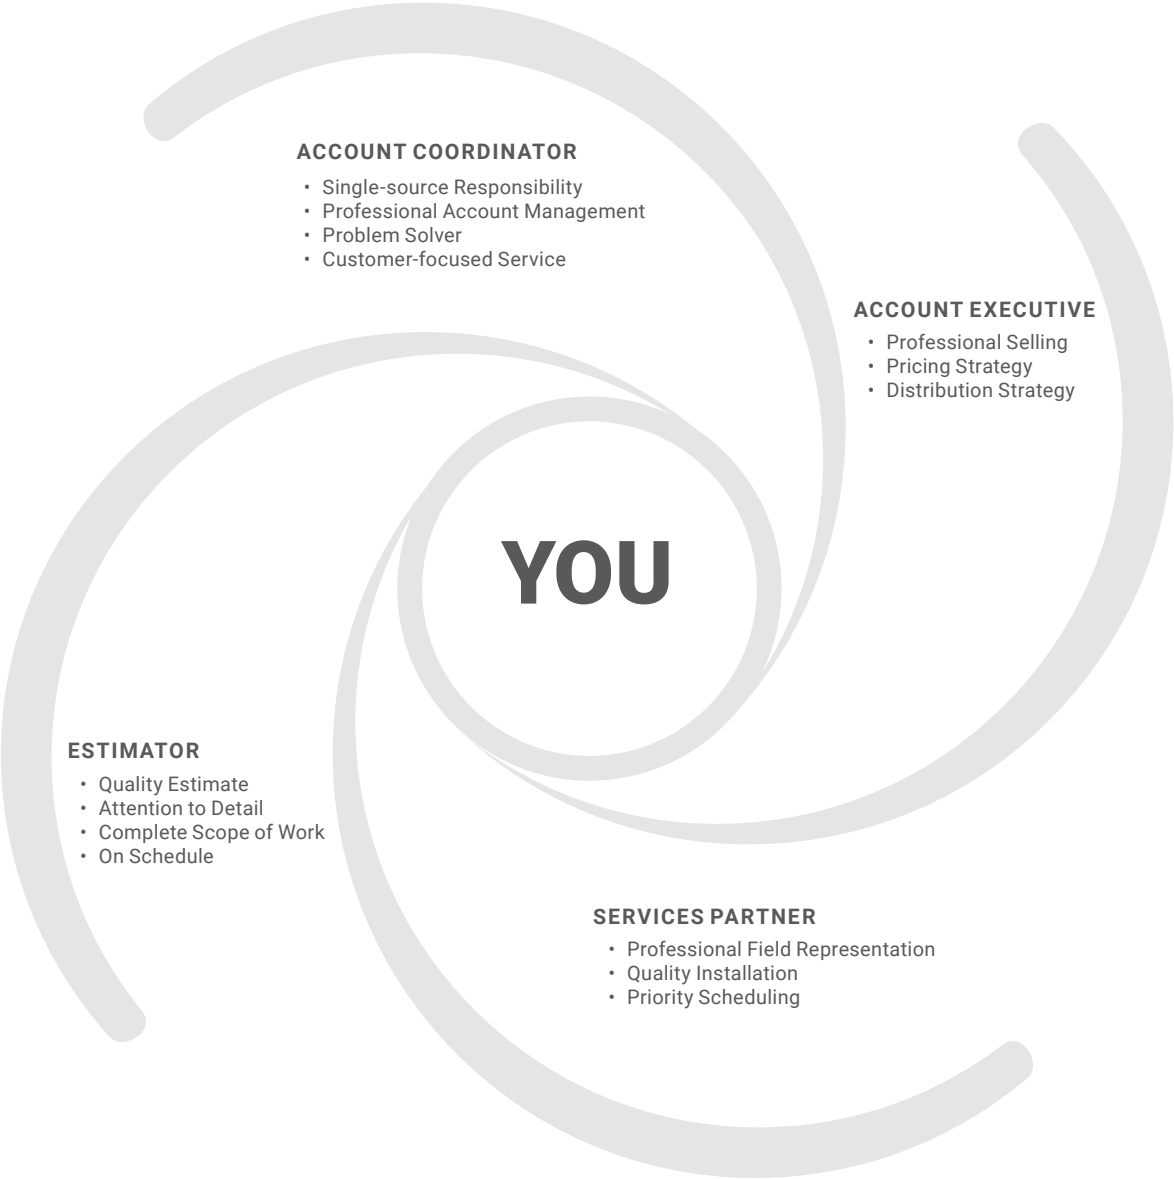 ACCOUNT COORDINATOR
• Single-source Responsibility
• Professional Account Management
• Problem Solver
• Customer-focused Service
ACCOUNT EXECUTIVE
• Professional Selling
• Pricing Strategy
• Distribution Strategy
YOU
ESTIMATOR
• Quality Estimate
• Attention to Detail
• Complete Scope of Work
• On Schedule
SERVICES PARTNER
• Professional Field Representation
• Quality Installation
• Priority Scheduling